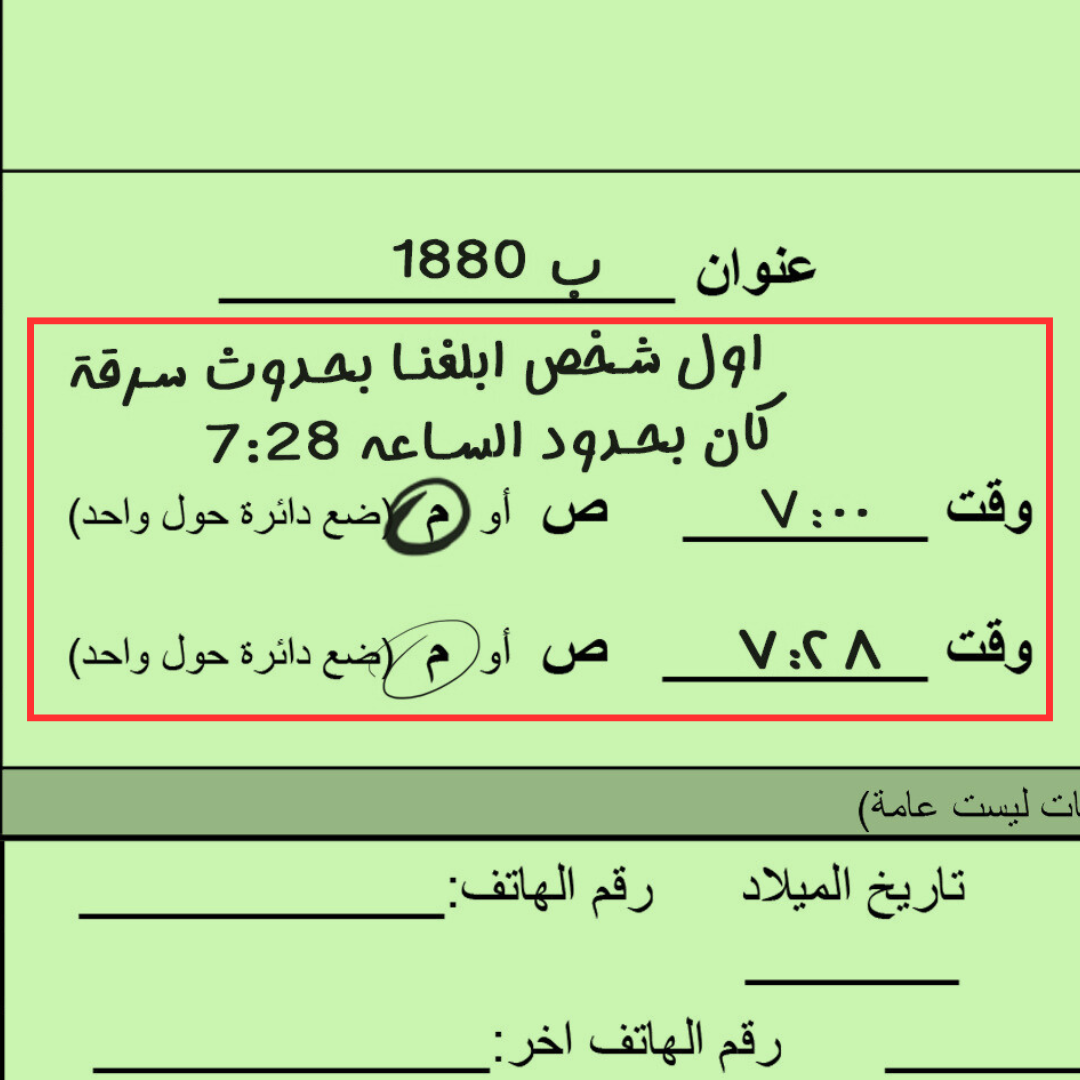 عنوان ب 1880
اول شخص ابلغنا بحدوث سرقة
كان بحدود الساعه 7:28
وقت ٧:٠٠ ص أو م (ضع دائرة حول واحد)
وقت ٧:٢٨ ص أو م (ضع دائرة حول واحد)
ات ليست عامة)
تاريخ الميلاد رقم الهاتف:
رقم الهاتف اخر: